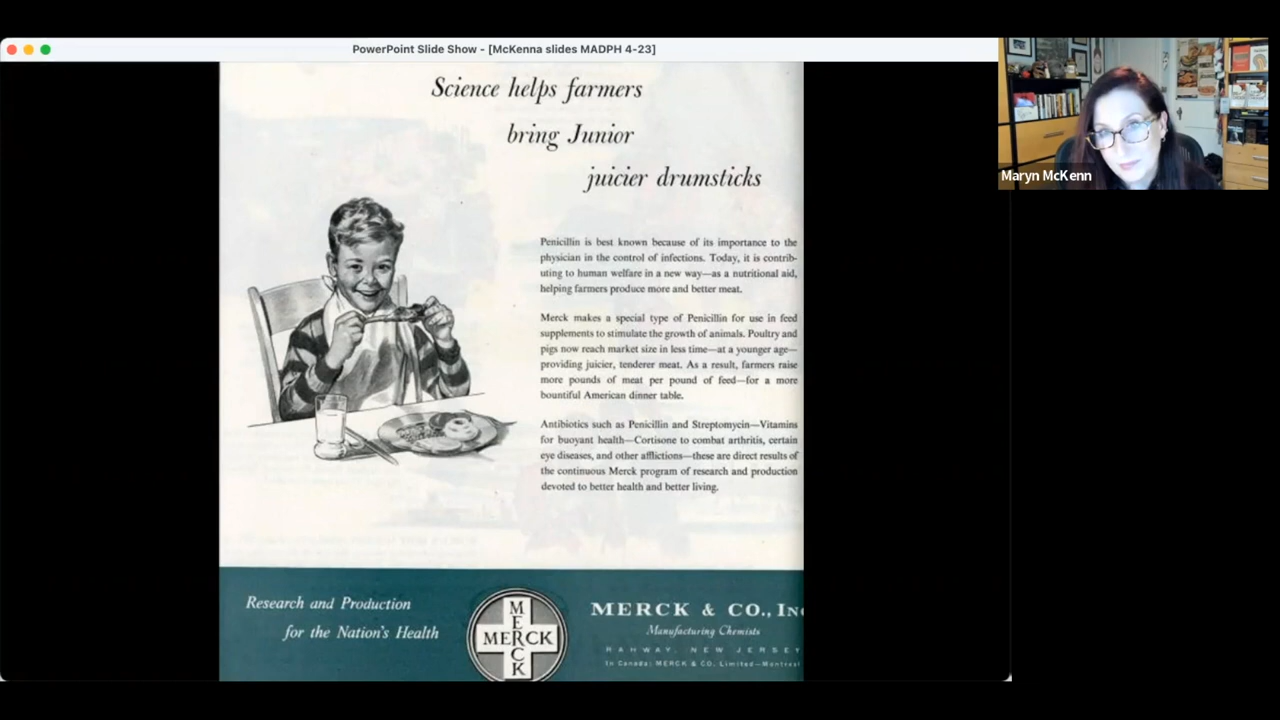 PowerPoint Slide Show - [McKenna slides MADPH 4-23]
Maryn McKenn
Science helps farmers
bring Junior
juicier drumsticks
Penicillin is best known because of its importance to the
physician in the control of infections. Today, it is contrib-
uting to human welfare in a new way—as a nutritional aid,
helping farmers produce more and better meat.
Merck makes a special type of Penicillin for use in feed
supplements to stimulate the growth of animals. Poultry and
pigs now reach market size in less time—at a younger age—
providing juicier, tenderer meat. As a result, farmers raise
more pounds of meat per pound of feed—for a more
bountiful American dinner table.
Antibiotics such as Penicillin and Streptomycin—Vitamins
for buoyant health—Cortisone to combat arthritis, certain
eye diseases, and other afflictions—these are direct results of
the continuous Merck program of research and production
devoted to better health and better living.
Research and Production
for the Nation's Health
MERCK
MERCK
MERCK & CO., INC
Manufacturing Chemists
RAHWAY, NEW JERSEY
In Canada: MERCK & CO. Limited—Montreal